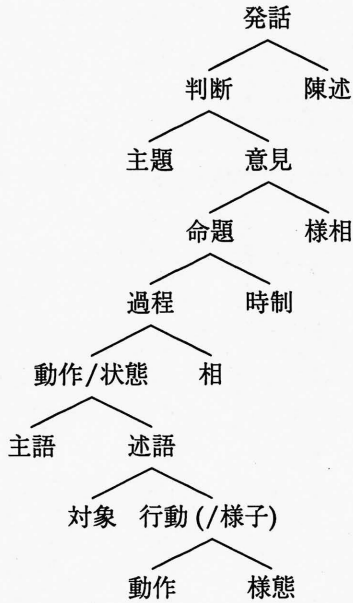 発話
判断 陳述
主題 意見
命題 様相
過程 時制
動作/状態 相
主語 述語
対象 行動 (/様子)
動作 様態